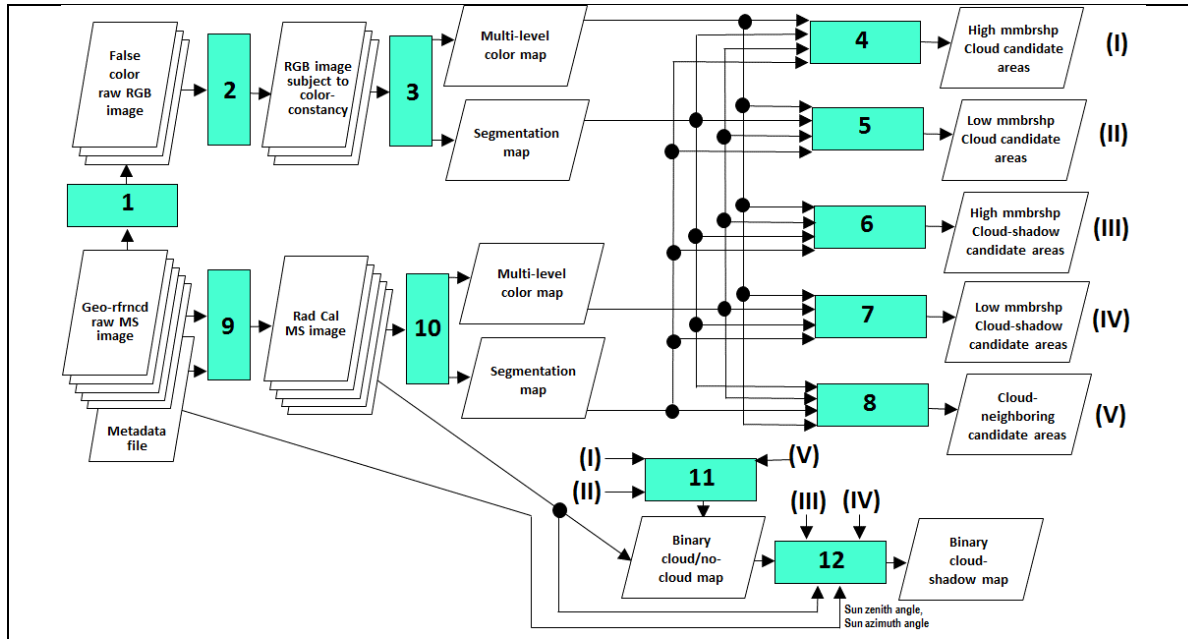 False
color
raw RGB
image
2
RGB image
subject to
color-
constancy
3
Multi-level
color map
Segmentation
map
4
High mmbrshp
Cloud candidate
areas
(I)
5
Low mmbrshp
Cloud candidate
areas
(II)
1
6
High mmbrshp
Cloud-shadow
candidate areas
(III)
Geo-rfrncd
raw MS
image
Metadata
file
9
Rad Cal
MS image
10
Multi-level
color map
Segmentation
map
7
Low mmbrshp
Cloud-shadow
candidate areas
(IV)
8
Cloud-
neighboring
candidate areas
(V)
(I)
(II)
11
(V)
(III)
(IV)
Binary
cloud/no-
cloud map
12
Binary
cloud-
shadow map
Sun zenith angle,
Sun azimuth angle